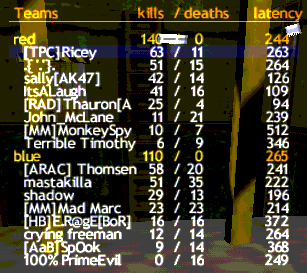 Teams kills / deaths latency
red 140 / 0 244
[TPC]Ricey 63 / 11 263
51 / 15 264
sally[AK47] 42 / 14 126
ItsALaugh 41 / 16 109
[RAD]Thauron[A 25 / 4 94
John_McLane 11 / 21 239
[MM]MonkeySpy 10 / 7 512
Terrible Timothy 6 / 9 346
blue 110 / 0 265
[ARAC] Thomsen 58 / 20 241
mastakilla 51 / 35 222
shadow 29 / 15 196
[MM]Mad Marc 23 / 23 214
[HB]E.R@gE[BoR] 16 / 16 372
crying freeman 12 / 14 264
[AaB]SpOok 9 / 14 368
100% PrimeEvil 0 / 16 249